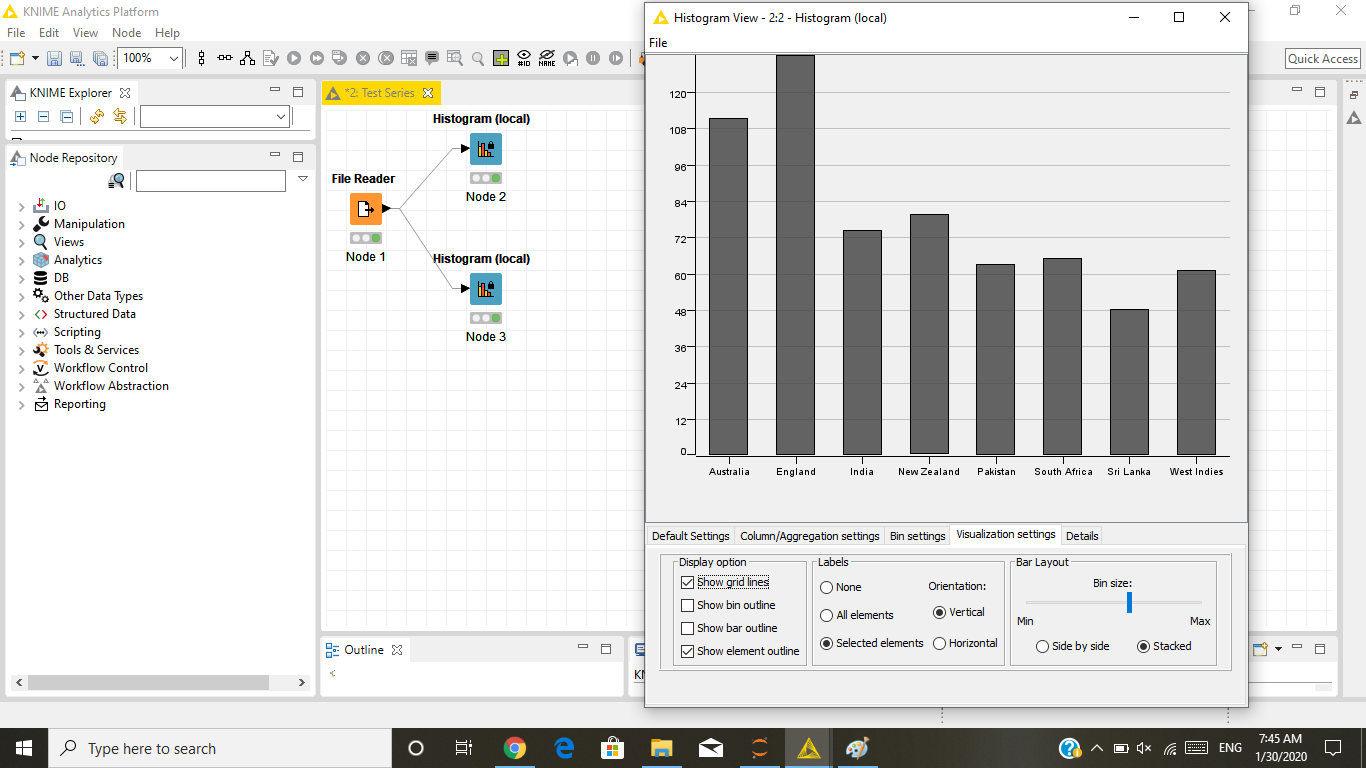 KNIME Analytics Platform
File Edit View Node Help
100%
#ID
NAME
Quick Access
KNIME Explorer
Node Repository
IO
Manipulation
Views
Analytics
DB
Other Data Types
Structured Data
Scripting
Tools & Services
Workflow Control
Workflow Abstraction
Reporting
*2: Test Series
Histogram (local)
Node 2
File Reader
Node 1
Histogram (local)
Node 3
Outline
Histogram View - 2:2 - Histogram (local)
File
120
108
96
84
72
60
48
36
24
12
0
Australia England India New Zealand Pakistan South Africa Sri Lanka West Indies
Default Settings Column/Aggregation settings Bin settings Visualization settings Details
Display option
Show grid lines
Show bin outline
Show bar outline
Show element outline
Labels
None
All elements
Selected elements
Orientation:
Vertical
Horizontal
Bar Layout
Bin size:
Min Max
Side by side Stacked
Type here to search
ENG
7:45 AM
1/30/2020